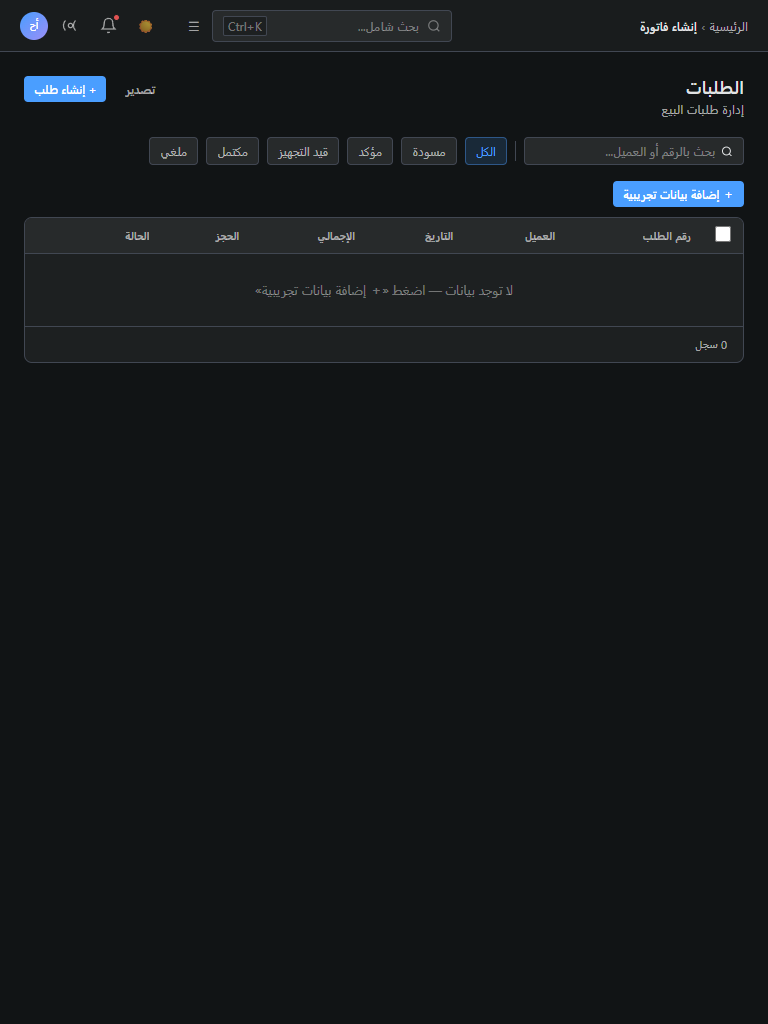 الرئيسية › إنشاء فاتورة
بحث شامل... Ctrl+K
☰
أح
الطلبات
إدارة طلبات البيع
تصدير
+ إنشاء طلب
بحث بالرقم أو العميل...
الكل
مسودة
مؤكد
قيد التجهيز
مكتمل
ملغي
+ إضافة بيانات تجريبية
رقم الطلب العميل التاريخ الإجمالي الحجز الحالة
لا توجد بيانات — اضغط «+ إضافة بيانات تجريبية»
0 سجل